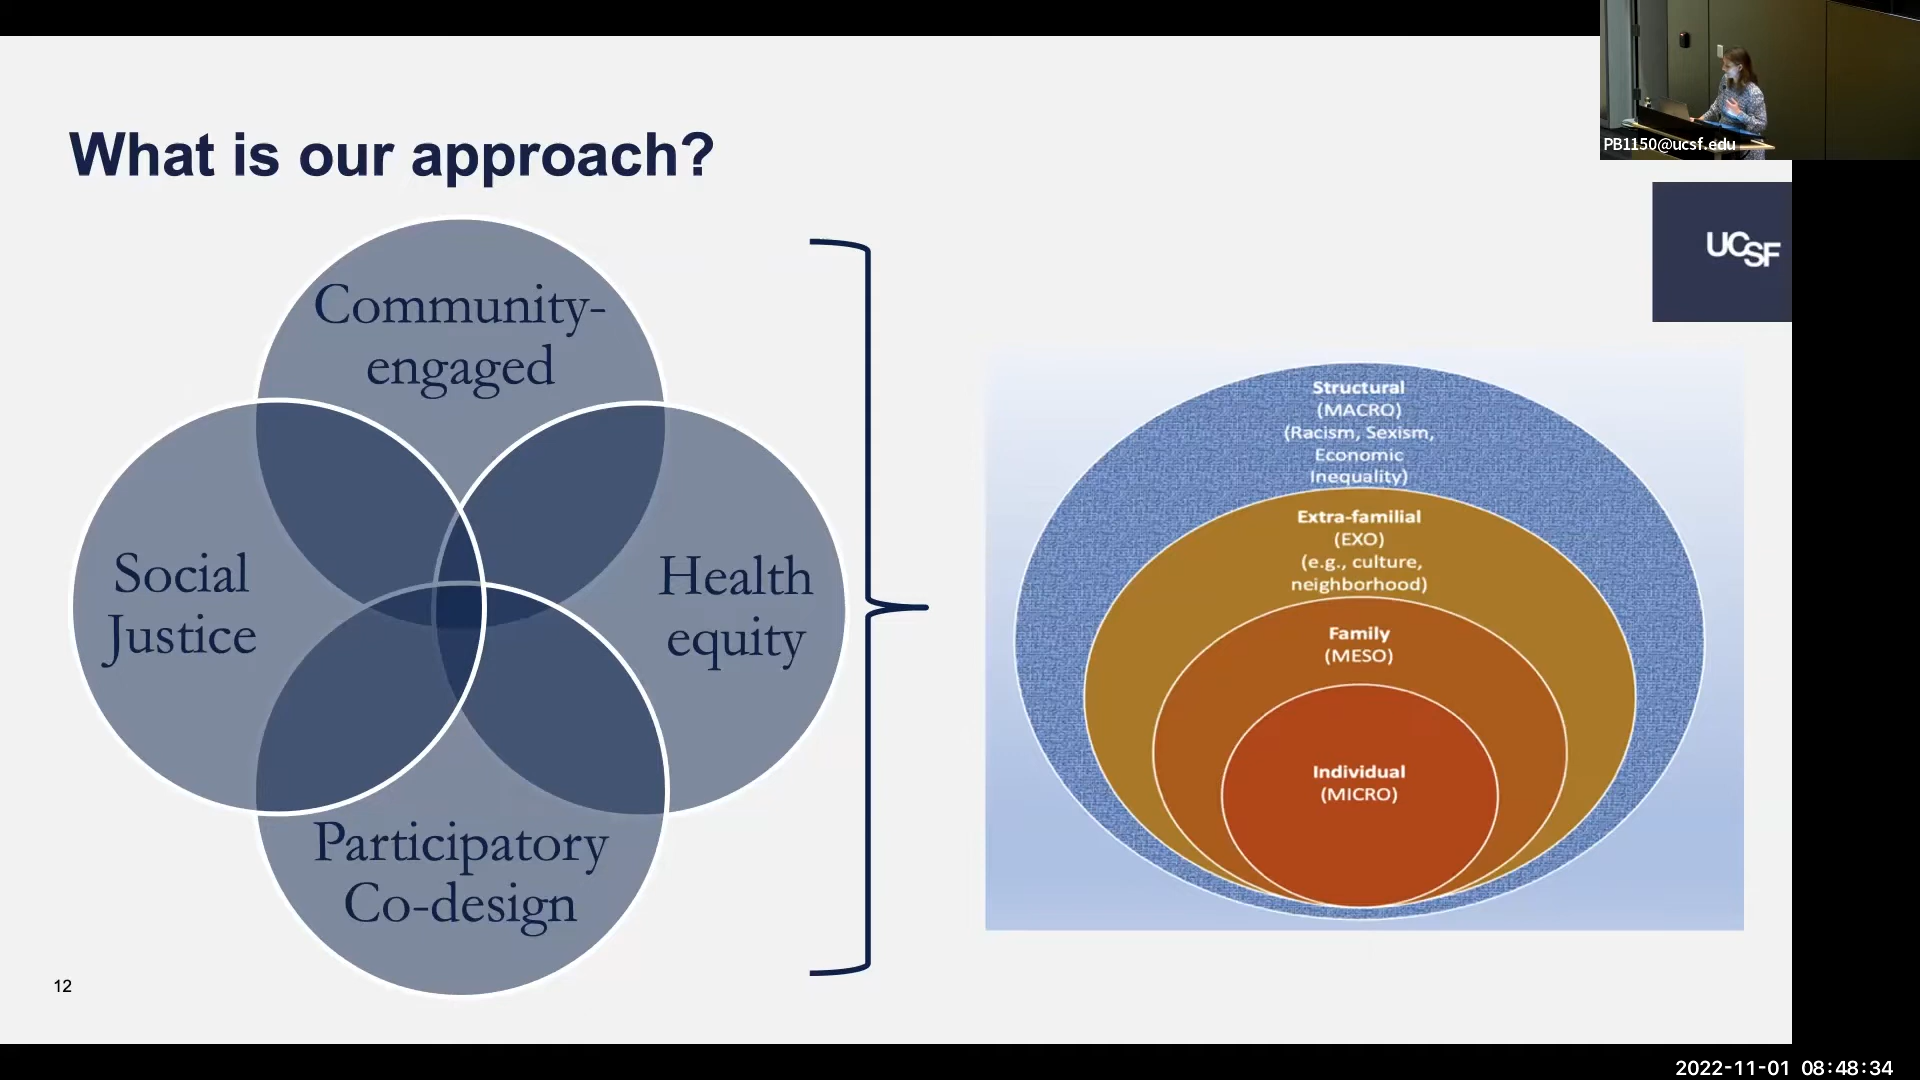 What is our approach?
PB1150@ucsf.edu
UCSF
Community-
engaged
Social
Justice
Health
equity
Participatory
Co-design
Structural
(MACRO)
(Racism, Sexism,
Economic
Inequality)
Extra-familial
(EXO)
(e.g., culture,
neighborhood)
Family
(MESO)
Individual
(MICRO)
12
2022-11-01 08:48:34